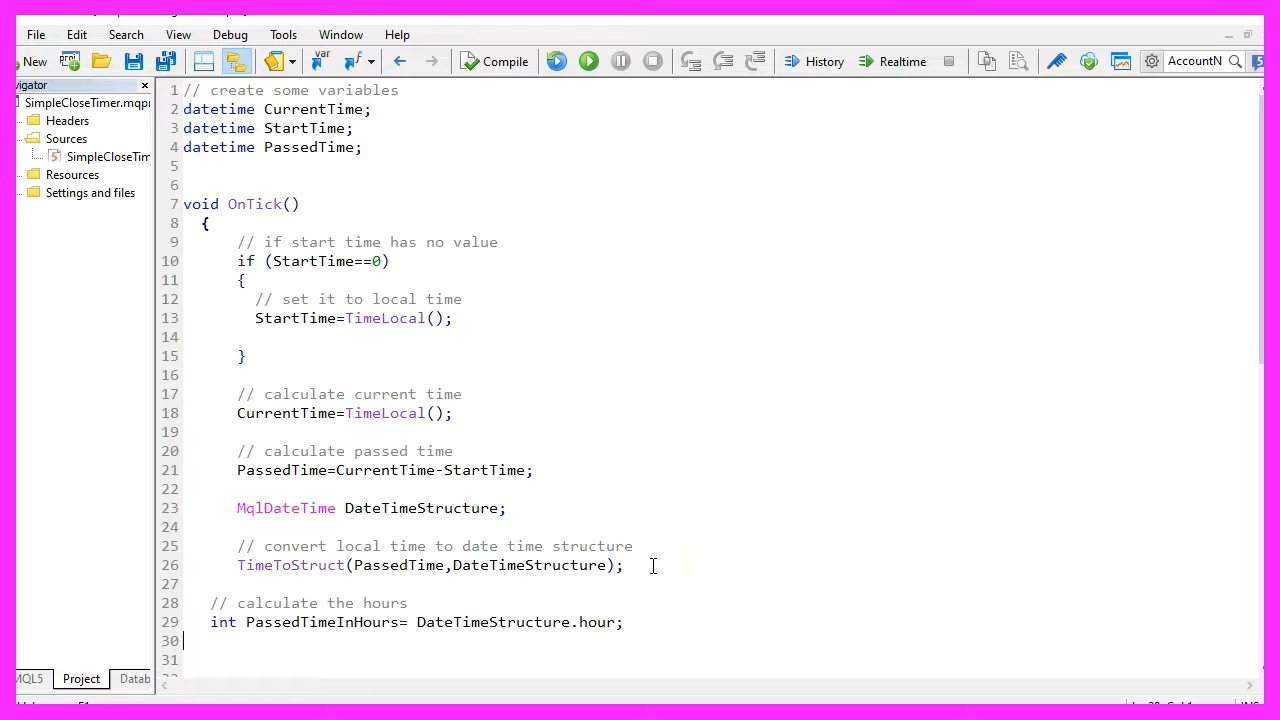 File Edit Search View Debug Tools Window Help
New Compile History Realtime AccountN
vigator
SimpleCloseTimer.mqpr
Headers
Sources
SimpleCloseTim
Resources
Settings and files
MQL5 Project Datab
1 // create some variables
2 datetime CurrentTime;
3 datetime StartTime;
4 datetime PassedTime;
5
6
7 void OnTick()
8 {
9 // if start time has no value
10 if (StartTime==0)
11 {
12 // set it to local time
13 StartTime=TimeLocal();
14
15 }
16
17 // calculate current time
18 CurrentTime=TimeLocal();
19
20 // calculate passed time
21 PassedTime=CurrentTime-StartTime;
22
23 MqlDateTime DateTimeStructure;
24
25 // convert local time to date time structure
26 TimeToStruct(PassedTime,DateTimeStructure);
27
28 // calculate the hours
29 int PassedTimeInHours= DateTimeStructure.hour;
30
31